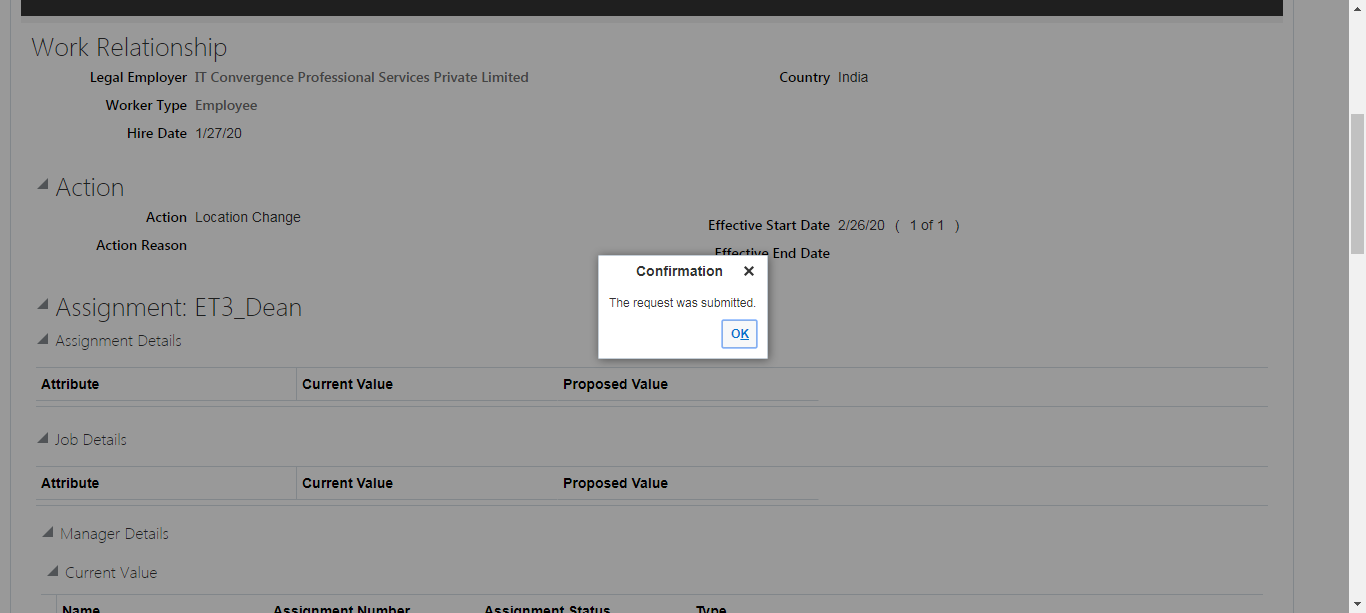 Work Relationship
Legal Employer IT Convergence Professional Services Private Limited
Country India
Worker Type Employee
Hire Date 1/27/20
Action
Action Location Change
Effective Start Date 2/26/20 ( 1 of 1 )
Action Reason
Effective End Date
Confirmation
The request was submitted.
OK
Assignment: ET3_Dean
Assignment Details
Attribute Current Value Proposed Value
Job Details
Attribute Current Value Proposed Value
Manager Details
Current Value
Name Assignment Number Assignment Status Type